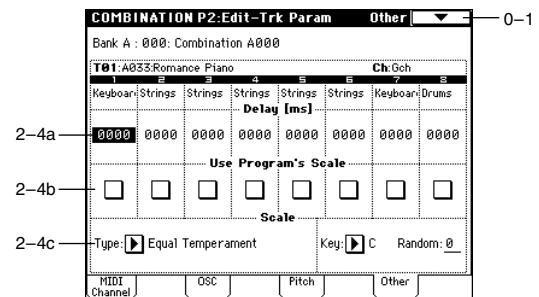 COMBINATION P2:Edit-Trk Param Other
0–1
Bank A : 000: Combination A000
T01:A033:Romance Piano Ch:Gch
1 2 3 4 5 6 7 8
Keyboar Strings Strings Strings Strings Strings Keyboar Drums
Delay [ms]
2–4a 0000 0000 0000 0000 0000 0000 0000 0000
Use Program's Scale
2–4b
Scale
2–4c Type: Equal Temperament Key: C Random: 0
MIDI Channel OSC Pitch Other